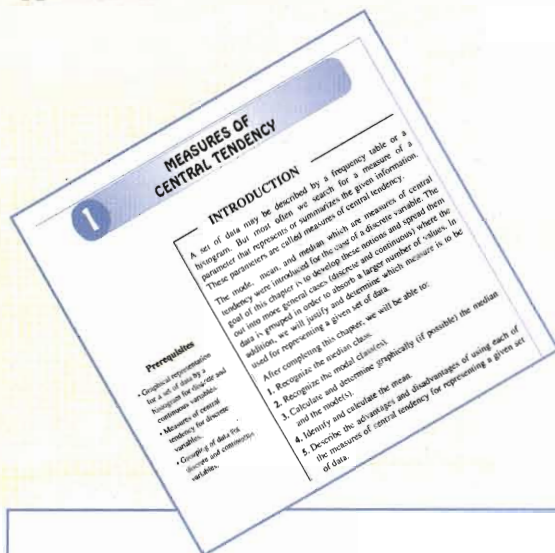 1
MEASURES OF
CENTRAL TENDENCY
INTRODUCTION
A set of data may be described by a frequency table or a
histogram. But most often we search for a measure of a
parameter that represents or summarizes the given information.
These parameters are called measures of central tendency.
The mode, mean, and median which are measures of central
tendency were introduced for the case of a discrete variable. The
goal of this chapter is to develop these notions and spread them
out into more general cases (discrete and continuous) where the
data is grouped in order to absorb a larger number of values. In
addition, we will justify and determine which measure is to be
used for representing a given set of data.
After completing this chapter, we will be able to:
1. Recognize the median class.
2. Recognize the modal class(es).
3. Calculate and determine graphically (if possible) the median
and the mode(s).
4. Identify and calculate the mean.
5. Describe the advantages and disadvantages of using each of
the measures of central tendency for representing a given set
of data.
Prerequisites
• Graphical representation
for a set of data by a
histogram for discrete and
continuous variables.
• Measures of central
tendency for discrete
variables.
• Grouping of data for
discrete and continuous
variables.